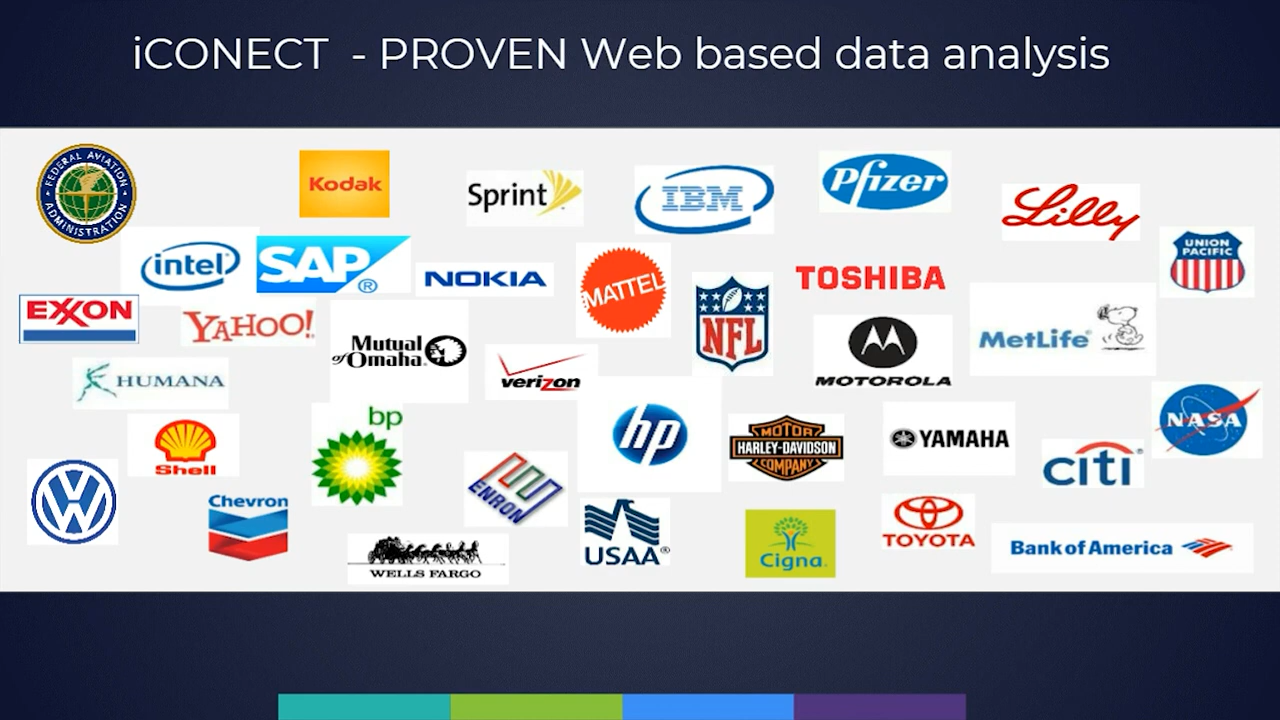 iCONECT - PROVEN Web based data analysis
FEDERAL AVIATION
ADMINISTRATION
Kodak
Sprint
IBM
Pfizer
Lilly
UNION
PACIFIC
intel
SAP®
NOKIA
MATTEL
NFL
TOSHIBA
EXXON
YAHOO!
Mutual
of Omaha
verizon
MOTOROLA
MetLife®
HUMANA
Shell
bp
hp
MOTOR
HARLEY-DAVIDSON
COMPANY
YAMAHA
citi®
NASA
VW
Chevron
ENRON
WELLS FARGO
USAA®
Cigna
TOYOTA
Bank of America